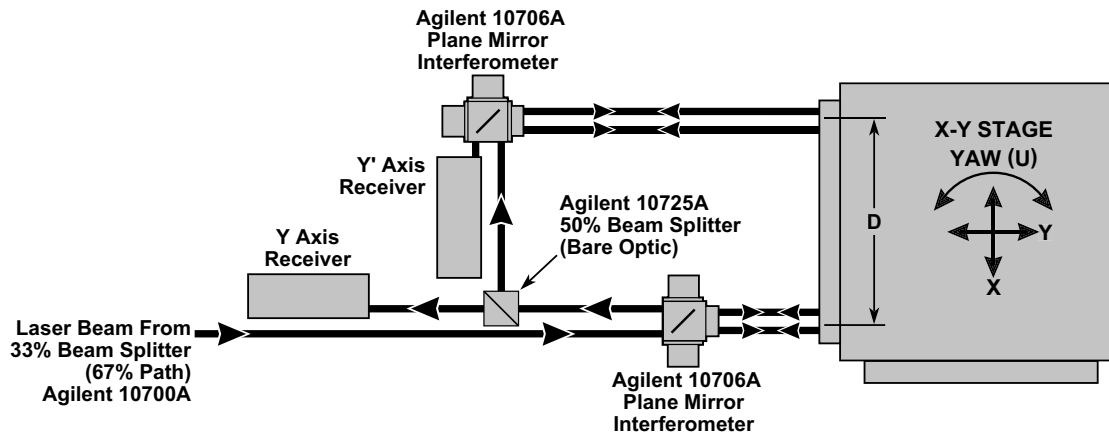 Agilent 10706A
Plane Mirror
Interferometer
Y' Axis
Receiver
Agilent 10725A
50% Beam Splitter
(Bare Optic)
Y Axis
Receiver
Laser Beam From
33% Beam Splitter
(67% Path)
Agilent 10700A
Agilent 10706A
Plane Mirror
Interferometer
X-Y STAGE
YAW (U)
D
Y
X